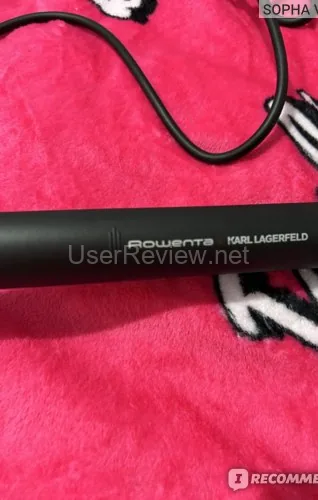 SOPHA V
Rowenta KARL LAGERFELD
UserReview.net
I RECOMME